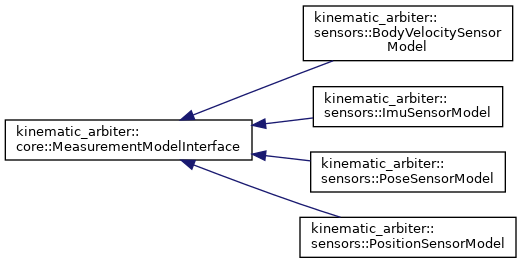 kinematic_arbiter::
sensors::BodyVelocitySensor
Model
kinematic_arbiter::
sensors::ImuSensorModel
kinematic_arbiter::
core::MeasurementModelInterface
kinematic_arbiter::
sensors::PoseSensorModel
kinematic_arbiter::
sensors::PositionSensorModel